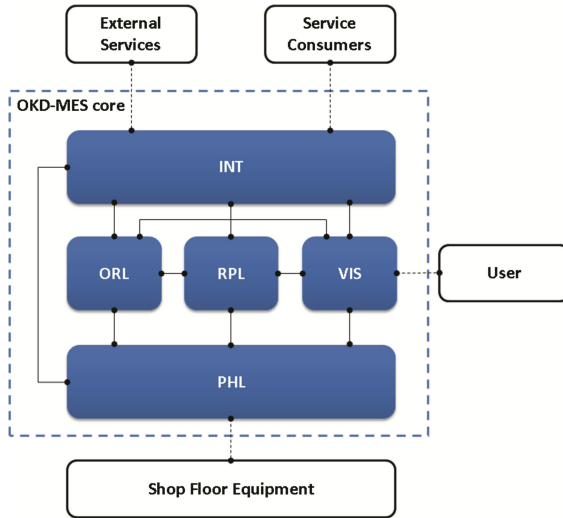 External
Services
Service
Consumers
OKD-MES core
INT
ORL
RPL
VIS
User
PHL
Shop Floor Equipment